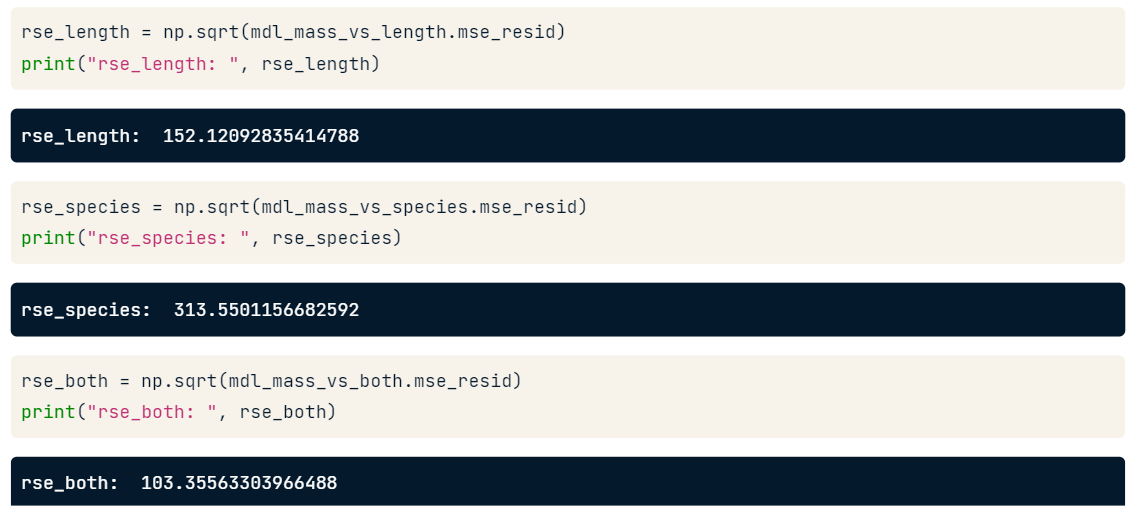 rse_length = np.sqrt(mdl_mass_vs_length.mse_resid)
print("rse_length: ", rse_length)
rse_length:  152.12092835414788
rse_species = np.sqrt(mdl_mass_vs_species.mse_resid)
print("rse_species: ", rse_species)
rse_species:  313.5501156682592
rse_both = np.sqrt(mdl_mass_vs_both.mse_resid)
print("rse_both: ", rse_both)
rse_both:  103.35563303966488